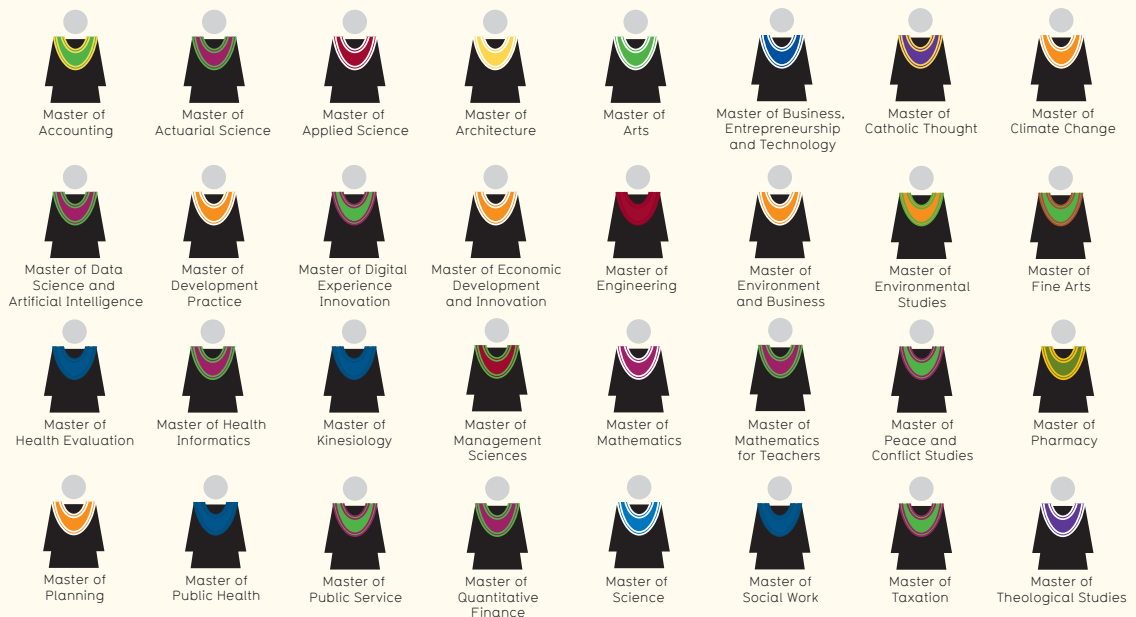 Master of
Accounting
Master of
Actuarial Science
Master of
Applied Science
Master of
Architecture
Master of
Arts
Master of Business,
Entrepreneurship
and Technology
Master of
Catholic Thought
Master of
Climate Change
Master of Data
Science and
Artificial Intelligence
Master of
Development
Practice
Master of Digital
Experience
Innovation
Master of Economic
Development
and Innovation
Master of
Engineering
Master of
Environment
and Business
Master of
Environmental
Studies
Master of
Fine Arts
Master of
Health Evaluation
Master of Health
Informatics
Master of
Kinesiology
Master of
Management
Sciences
Master of
Mathematics
Master of
Mathematics
for Teachers
Master of
Peace and
Conflict Studies
Master of
Pharmacy
Master of
Planning
Master of
Public Health
Master of
Public Service
Master of
Quantitative
Finance
Master of
Science
Master of
Social Work
Master of
Taxation
Master of
Theological Studies